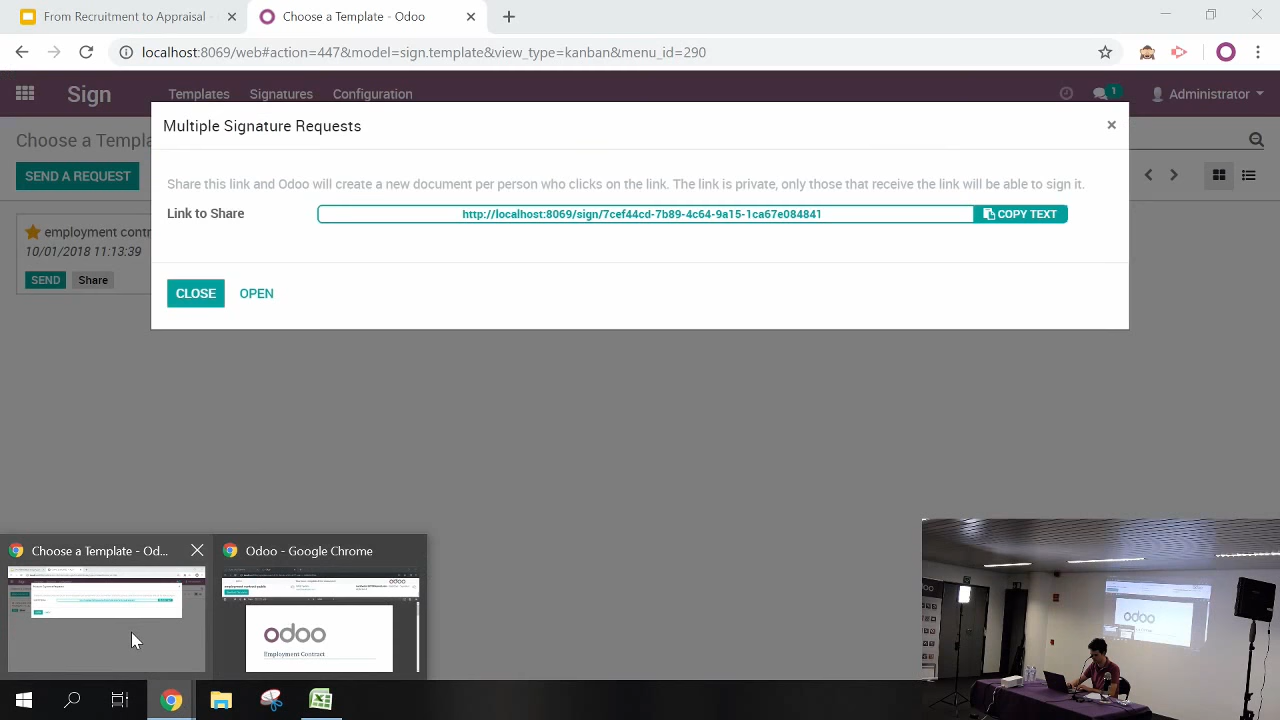 From Recruitment to Appraisal -
Choose a Template - Odoo
localhost:8069/web#action=447&model=sign.template&view_type=kanban&menu_id=290
Sign
Templates
Signatures
Configuration
1
Administrator
Choose a Templa
SEND A REQUEST
employment contr
10/01/2018 11:13:39
SEND
Share
Multiple Signature Requests
×
Share this link and Odoo will create a new document per person who clicks on the link. The link is private, only those that receive the link will be able to sign it.
Link to Share
http://localhost:8069/sign/7cef44cd-7b89-4c64-9a15-1ca67e084841
COPY TEXT
CLOSE
OPEN
Choose a Template - Od...
Odoo - Google Chrome
odoo
odoo
Employment Contract
odoo